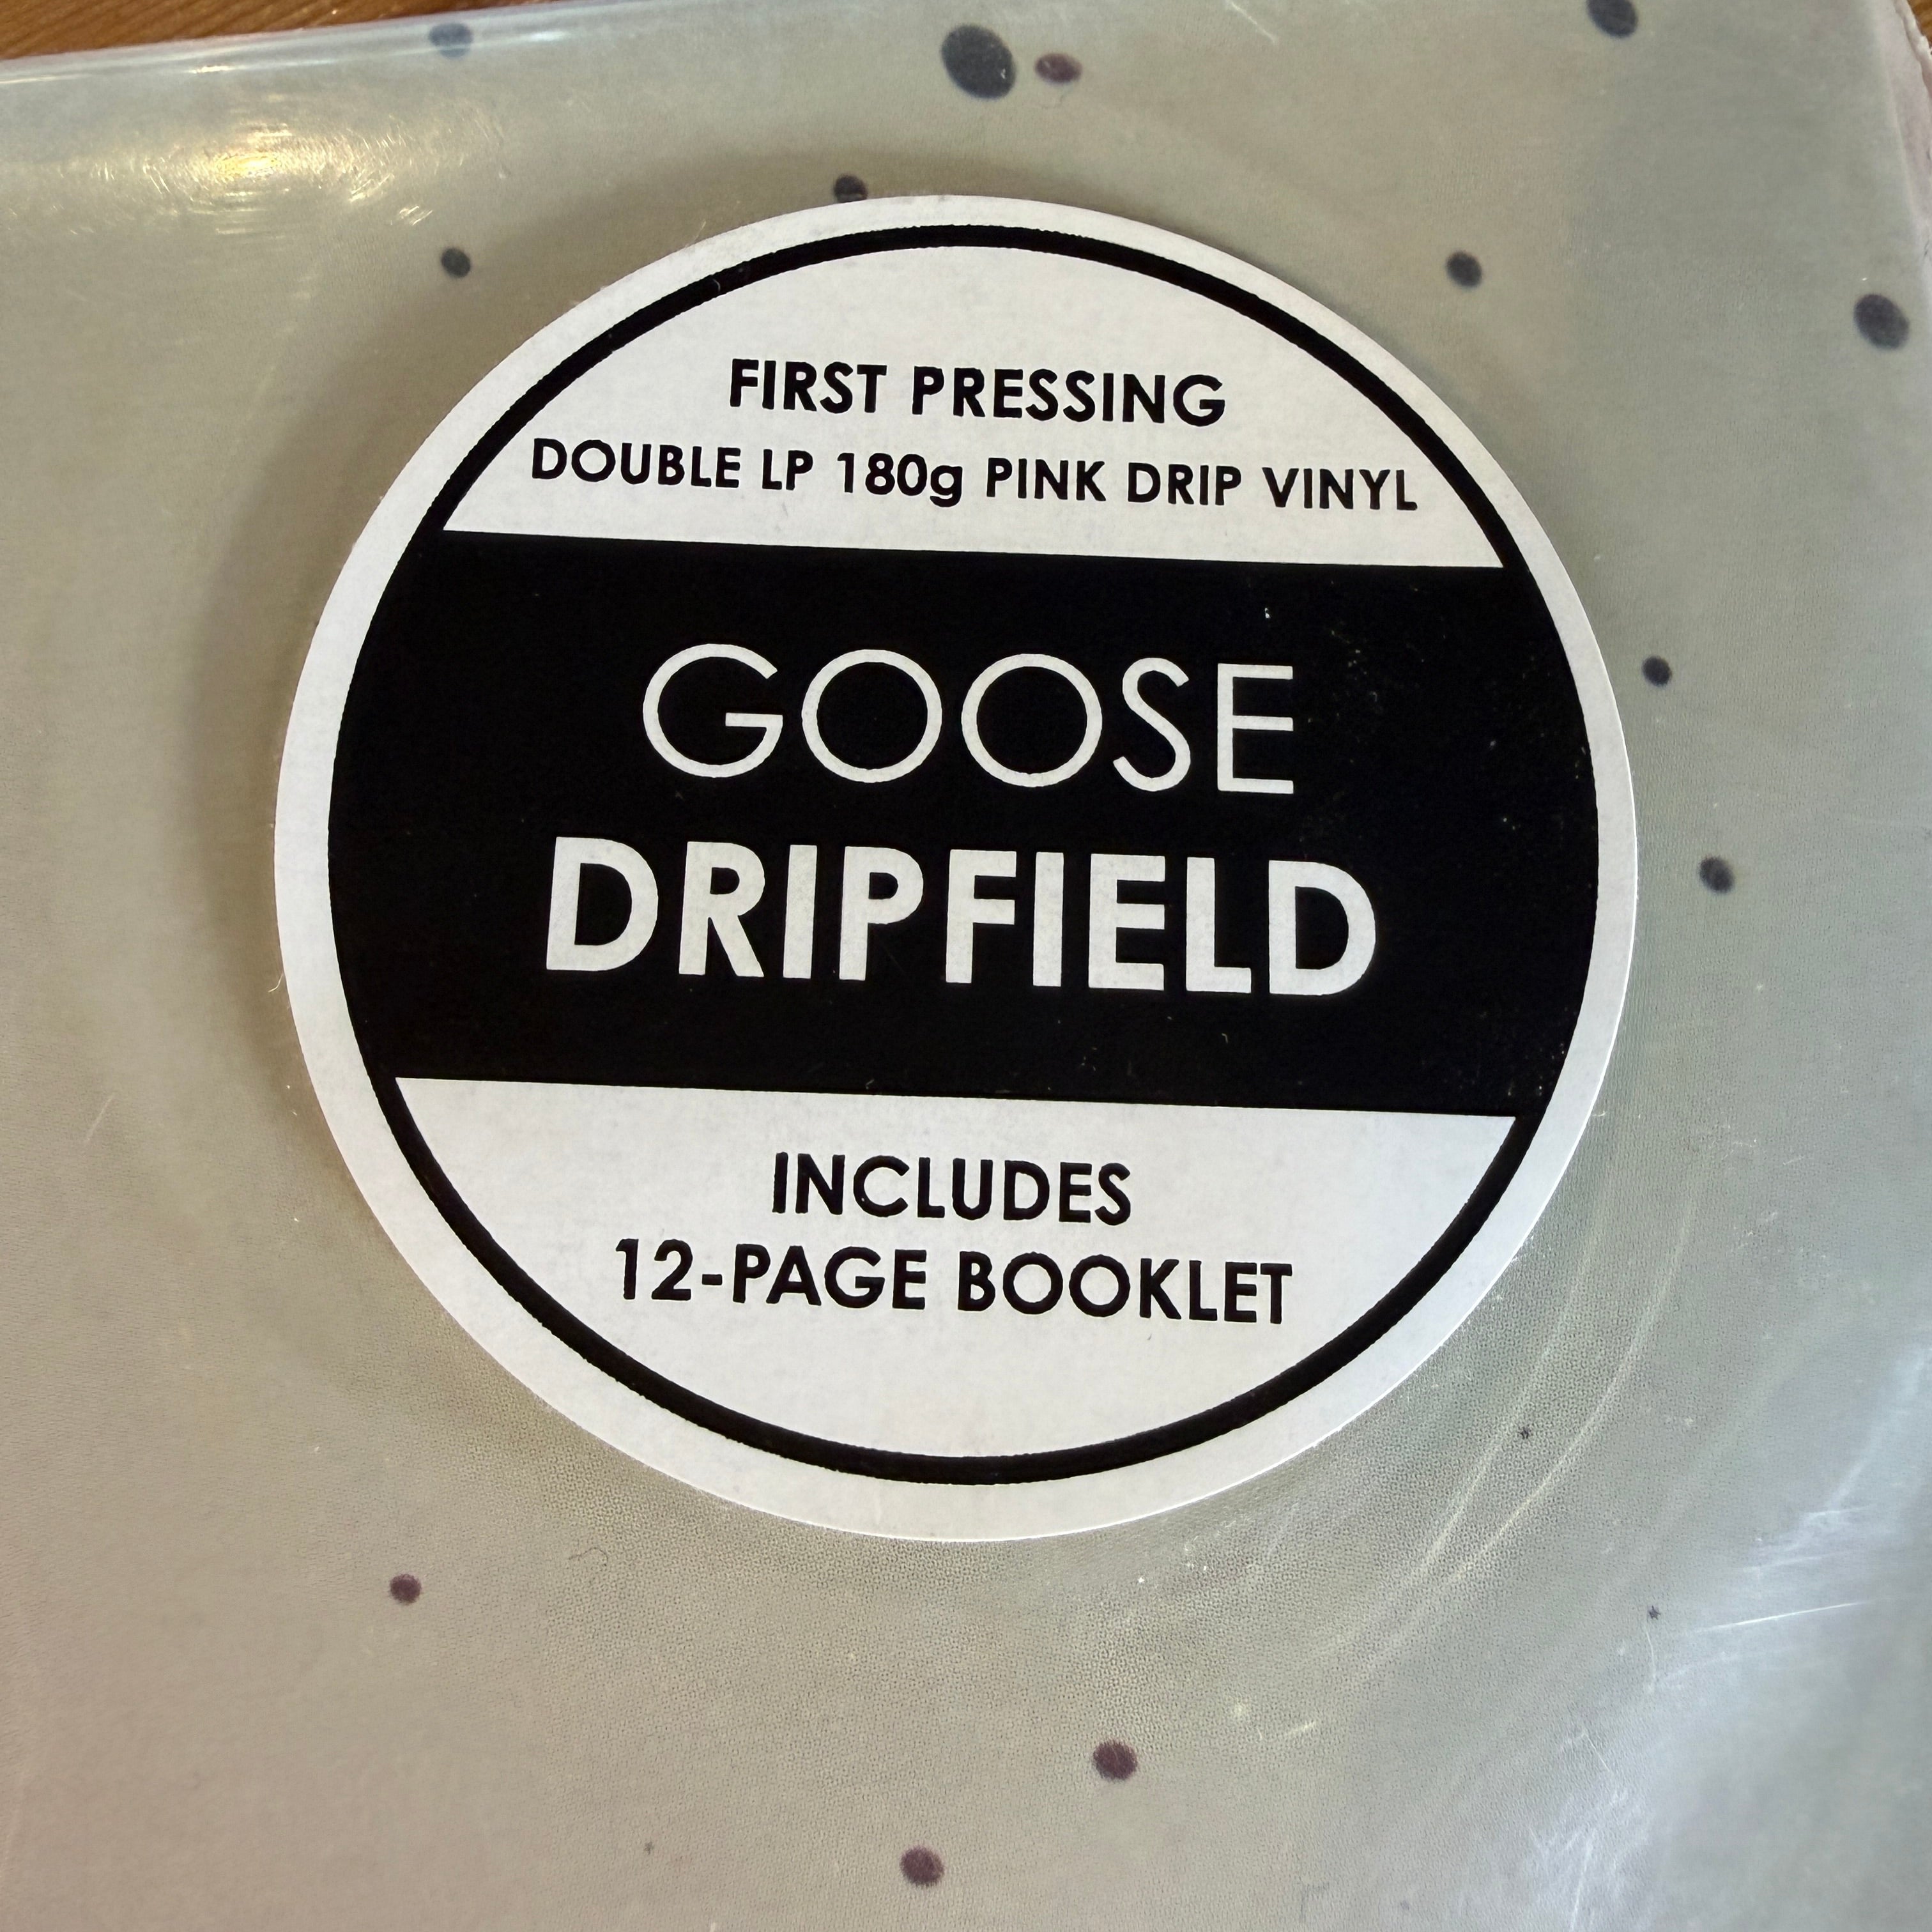 FIRST PRESSING
DOUBLE LP 180g PINK DRIP VINYL
GOOSE
DRIPFIELD
INCLUDES
12-PAGE BOOKLET